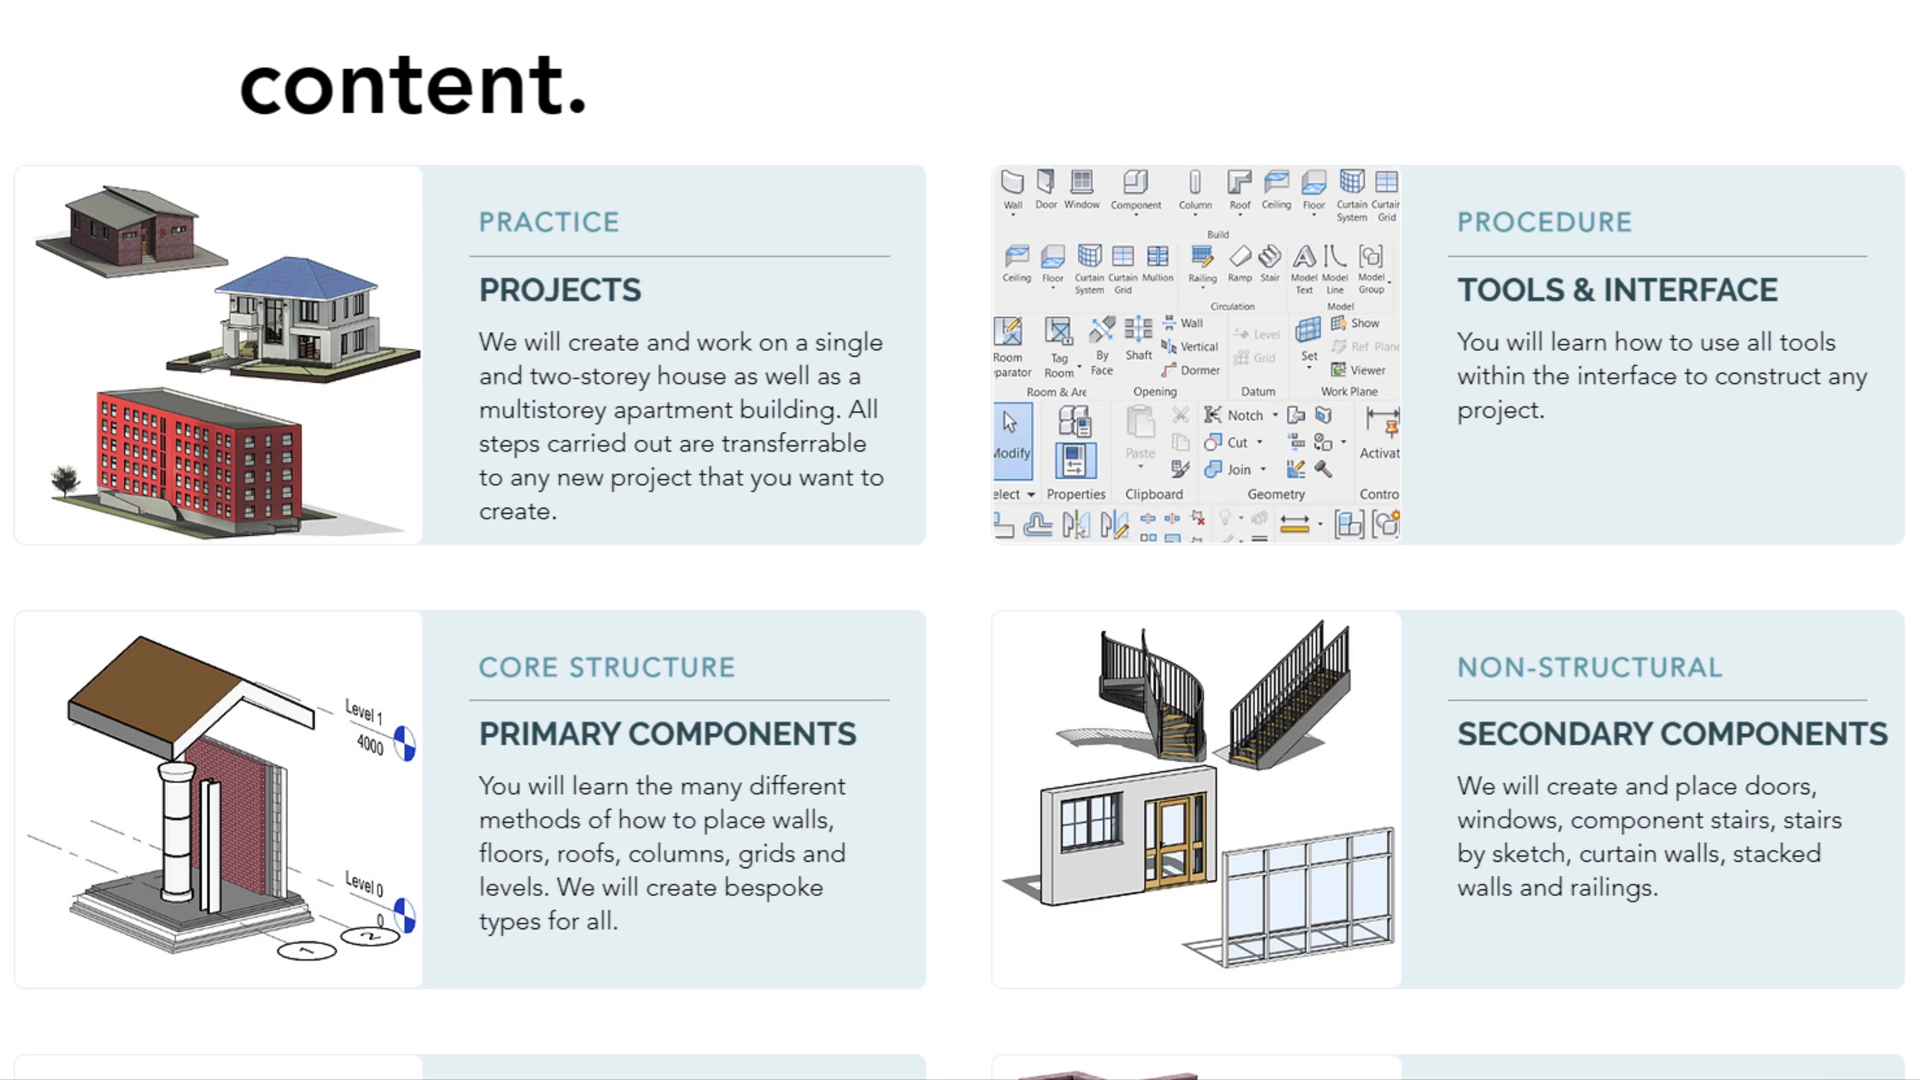 content.
PRACTICE
PROJECTS
We will create and work on a single
and two-storey house as well as a
multistorey apartment building. All
steps carried out are transferrable
to any new project that you want to
create.
Wall Door Window Component Column Roof Ceiling Floor Curtain System Curtain Grid
Build
Ceiling Floor Curtain System Curtain Grid Mullion Railing Ramp Stair Model Text Model Line Model Group
Circulation Model
Room parator Tag Room By Face Shaft Wall Vertical Dormer Level Grid Set Show Ref Plane Viewer
Room & Are Opening Datum Work Plane
Modify Paste Notch Cut Join Activat
elect Properties Clipboard Geometry Contro
PROCEDURE
TOOLS & INTERFACE
You will learn how to use all tools
within the interface to construct any
project.
Level 1
4000
Level 0
0
1 2
CORE STRUCTURE
PRIMARY COMPONENTS
You will learn the many different
methods of how to place walls,
floors, roofs, columns, grids and
levels. We will create bespoke
types for all.
NON-STRUCTURAL
SECONDARY COMPONENTS
We will create and place doors,
windows, component stairs, stairs
by sketch, curtain walls, stacked
walls and railings.